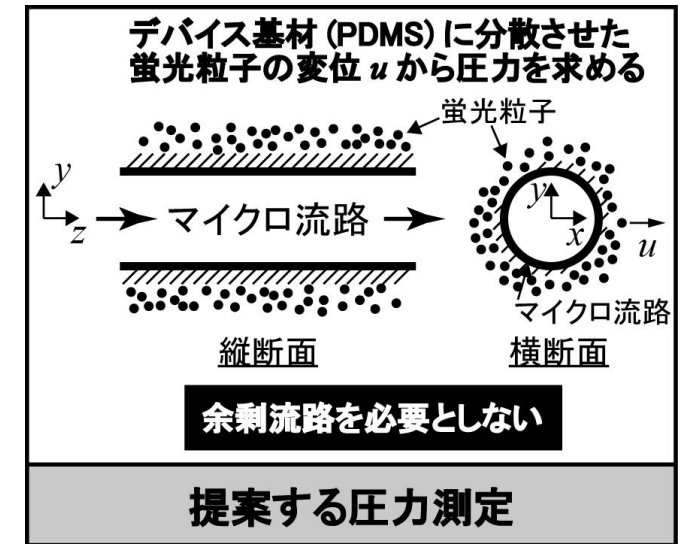 デバイス基材 (PDMS) に分散させた
蛍光粒子の変位 u から圧力を求める
蛍光粒子
y
z
マイクロ流路
y
x
u
マイクロ流路
縦断面
横断面
余剰流路を必要としない
提案する圧力測定